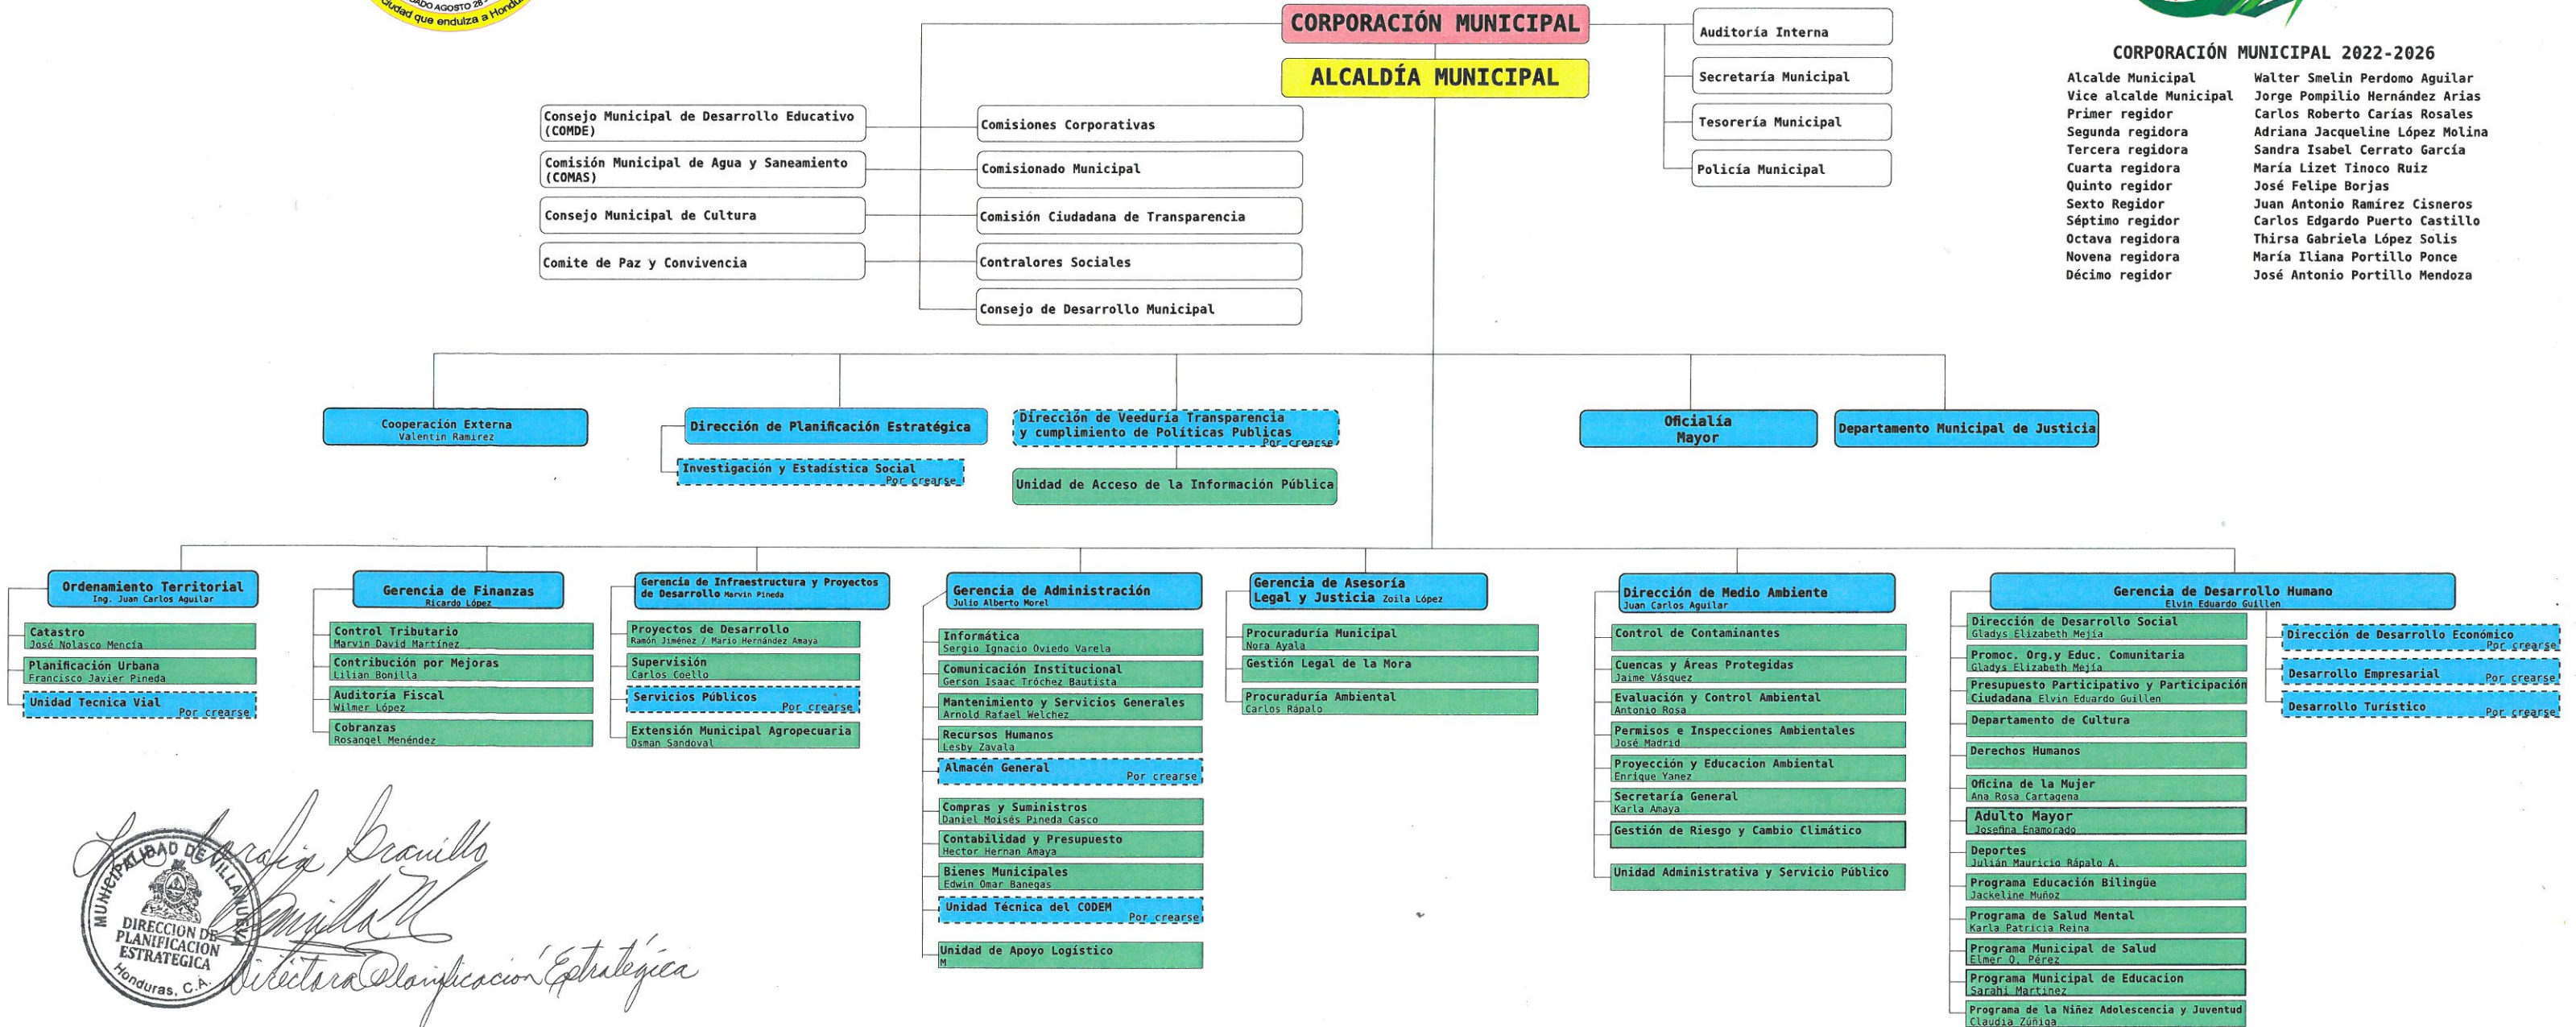 ADO AGOSTO 28
Ciudad que endulza a Hondu
CORPORACIÓN MUNICIPAL
ALCALDÍA MUNICIPAL
Auditoría Interna
Secretaría Municipal
Tesorería Municipal
Policía Municipal
CORPORACIÓN MUNICIPAL 2022-2026
Alcalde Municipal Walter Smelin Perdomo Aguilar
Vice alcalde Municipal Jorge Pompilio Hernández Arias
Primer regidor Carlos Roberto Carías Rosales
Segunda regidora Adriana Jacqueline López Molina
Tercera regidora Sandra Isabel Cerrato García
Cuarta regidora María Lizet Tinoco Ruiz
Quinto regidor José Felipe Borjas
Sexto Regidor Juan Antonio Ramírez Cisneros
Séptimo regidor Carlos Edgardo Puerto Castillo
Octava regidora Thirsa Gabriela López Solis
Novena regidora María Iliana Portillo Ponce
Décimo regidor José Antonio Portillo Mendoza
Consejo Municipal de Desarrollo Educativo
(COMDE)
Comisión Municipal de Agua y Saneamiento
(COMAS)
Consejo Municipal de Cultura
Comite de Paz y Convivencia
Comisiones Corporativas
Comisionado Municipal
Comisión Ciudadana de Transparencia
Contralores Sociales
Consejo de Desarrollo Municipal
Cooperación Externa
Valentin Ramirez
Dirección de Planificación Estratégica
Investigación y Estadística Social
Por crearse
Dirección de Veeduría Transparencia
y cumplimiento de Políticas Publicas
Por crearse
Unidad de Acceso de la Información Pública
Oficialía
Mayor
Departamento Municipal de Justicia
Ordenamiento Territorial
Ing. Juan Carlos Aguilar
Catastro
José Nolasco Mencía
Planificación Urbana
Francisco Javier Pineda
Unidad Tecnica Vial
Por crearse
Gerencia de Finanzas
Ricardo López
Control Tributario
Marvin David Martínez
Contribución por Mejoras
Lilian Bonilla
Auditoría Fiscal
Wilmer López
Cobranzas
Rosangel Menéndez
Gerencia de Infraestructura y Proyectos
de Desarrollo Marvin Pineda
Proyectos de Desarrollo
Ramón Jiménez / Mario Hernández Amaya
Supervisión
Carlos Coello
Servicios Públicos
Por crearse
Extensión Municipal Agropecuaria
Osman Sandoval
Gerencia de Administración
Julio Alberto Morel
Informática
Sergio Ignacio Oviedo Varela
Comunicación Institucional
Gerson Isaac Tróchez Bautista
Mantenimiento y Servicios Generales
Arnold Rafael Welchez
Recursos Humanos
Lesby Zavala
Almacén General
Por crearse
Compras y Suministros
Daniel Moisés Pineda Casco
Contabilidad y Presupuesto
Hector Hernan Amaya
Bienes Municipales
Edwin Omar Banegas
Unidad Técnica del CODEM
Por crearse
Unidad de Apoyo Logístico
M
Gerencia de Asesoría
Legal y Justicia Zoila López
Procuraduría Municipal
Nora Ayala
Gestión Legal de la Mora
Procuraduría Ambiental
Carlos Rápalo
Dirección de Medio Ambiente
Juan Carlos Aguilar
Control de Contaminantes
Cuencas y Áreas Protegidas
Jaime Vásquez
Evaluación y Control Ambiental
Antonio Rosa
Permisos e Inspecciones Ambientales
José Madrid
Proyección y Educacion Ambiental
Enrique Yanez
Secretaría General
Karla Amaya
Gestión de Riesgo y Cambio Climático
Unidad Administrativa y Servicio Público
Gerencia de Desarrollo Humano
Elvin Eduardo Guillen
Dirección de Desarrollo Social
Gladys Elizabeth Mejía
Promoc. Org.y Educ. Comunitaria
Gladys Elizabeth Mejía
Presupuesto Participativo y Participación
Ciudadana Elvin Eduardo Guillen
Departamento de Cultura
Derechos Humanos
Oficina de la Mujer
Ana Rosa Cartagena
Adulto Mayor
Josefina Enamorado
Deportes
Julián Mauricio Rápalo A.
Programa Educación Bilingüe
Jackeline Muñoz
Programa de Salud Mental
Karla Patricia Reina
Programa Municipal de Salud
Elmer O. Pérez
Programa Municipal de Educacion
Sarahi Martinez
Programa de la Niñez Adolescencia y Juventud
Claudia Zúñiga
Dirección de Desarrollo Económico
Por crearse
Desarrollo Empresarial
Por crearse
Desarrollo Turístico
Por crearse
MUNICIPALIDAD DE VILLANUEVA
DIRECCION DE
PLANIFICACION
ESTRATEGICA
Honduras, C.A.
Directora Planificación Estratégica